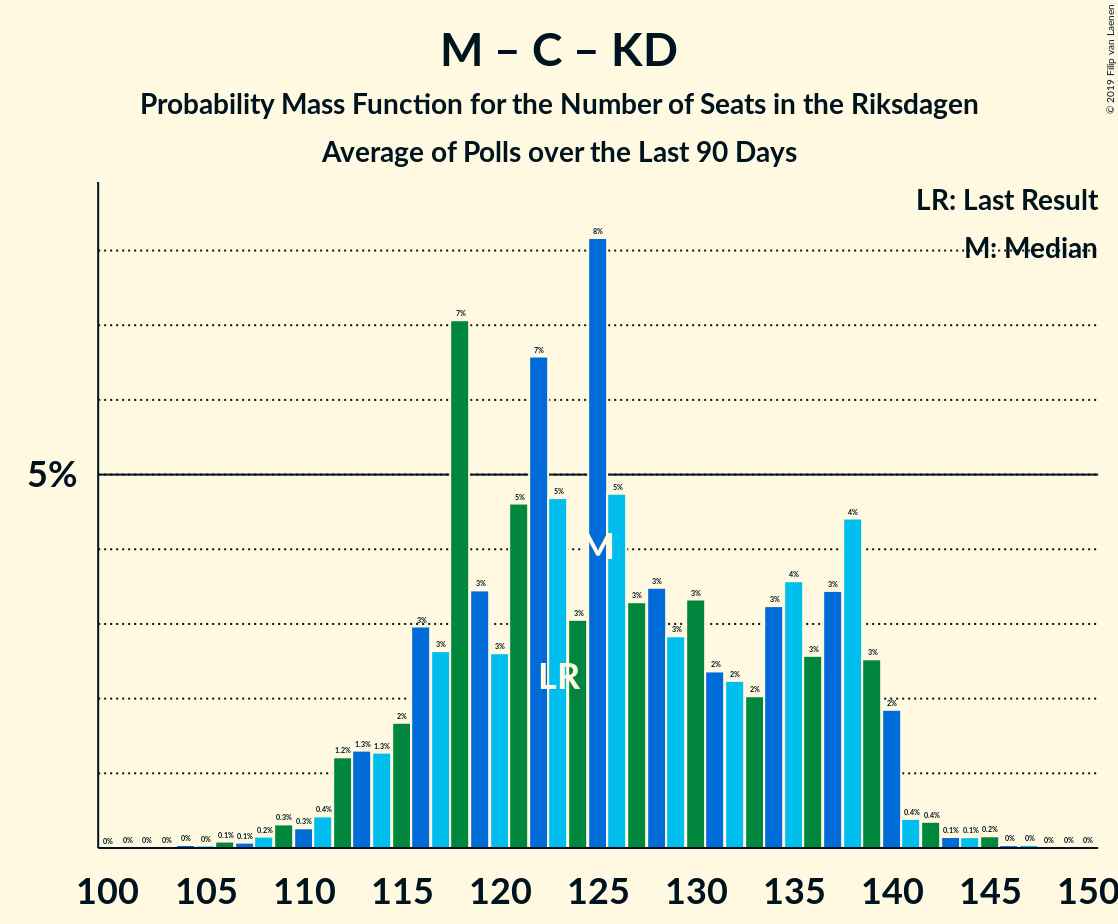 M – C – KD
Probability Mass Function for the Number of Seats in the Riksdagen
Average of Polls over the Last 90 Days
© 2019 Filip van Laenen
LR: Last Result
M: Median
5%
0% 0% 0% 0% 0% 0% 0.1% 0.1% 0.2% 0.3% 0.3% 0.4% 1.2% 1.3% 1.3% 2% 3% 3% 7% 3% 3% 5% 7% 5% 3% 8% 5% 3% 3% 3% 3% 2% 2% 2% 3% 4% 3% 3% 4% 3% 2% 0.4% 0.4% 0.1% 0.1% 0.2% 0% 0% 0% 0% 0%
M
LR
100 105 110 115 120 125 130 135 140 145 150